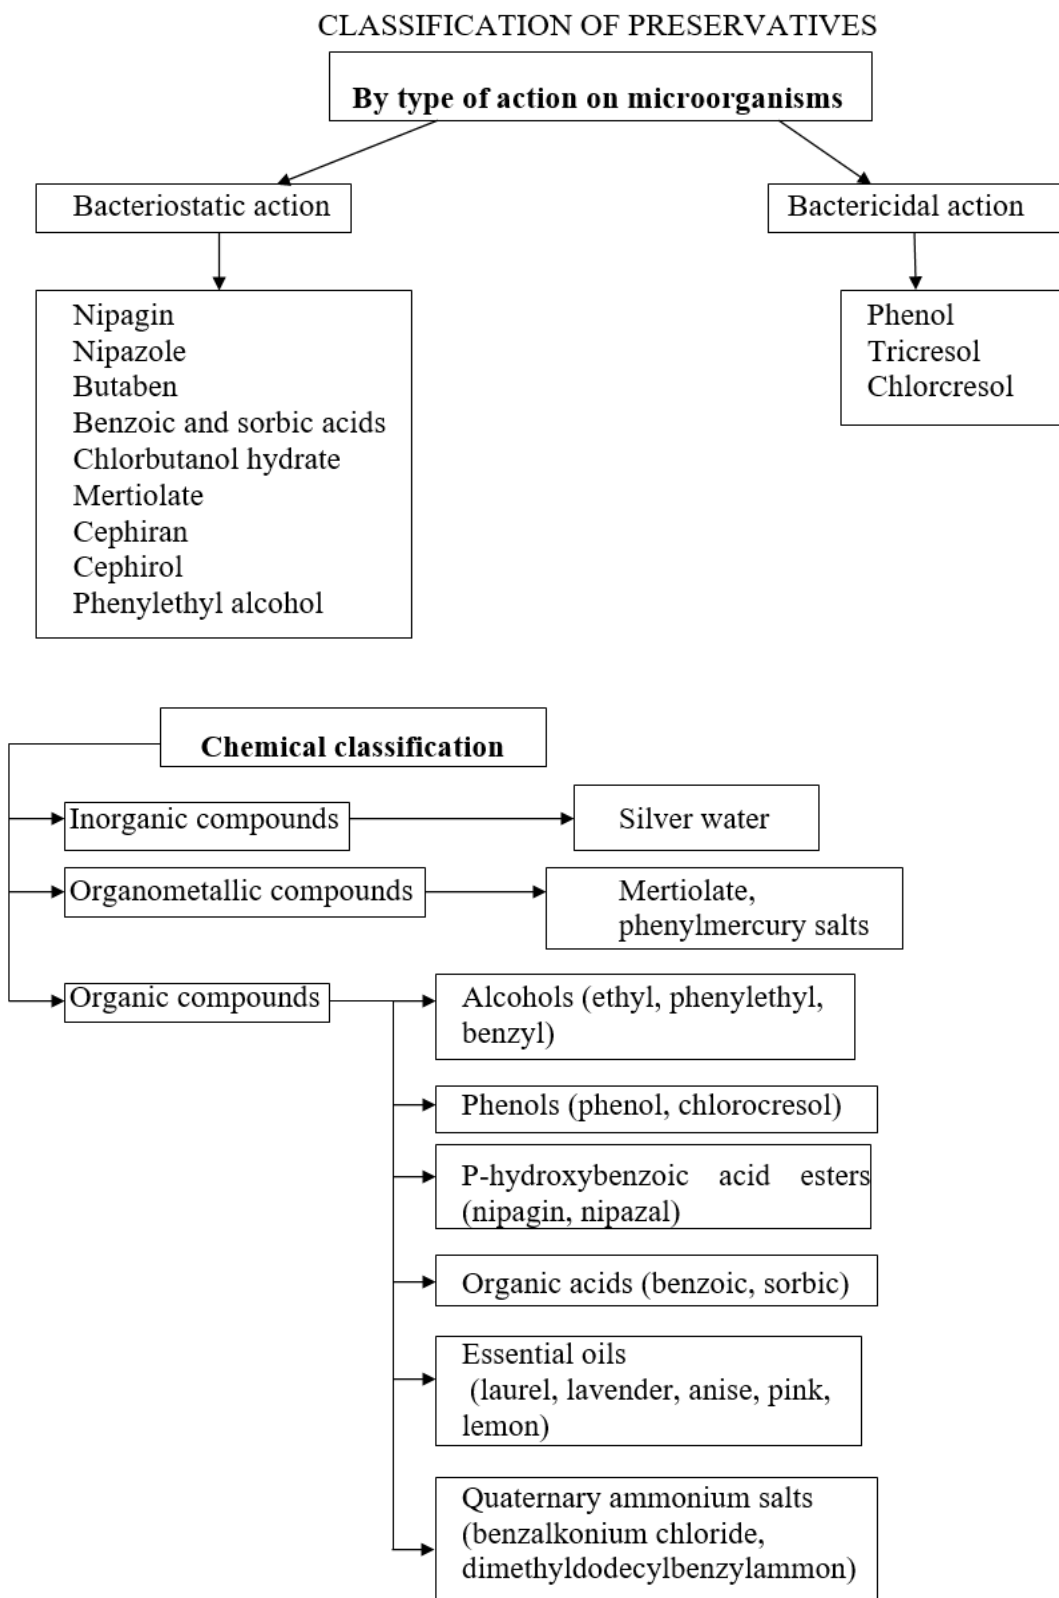 CLASSIFICATION OF PRESERVATIVES
By type of action on microorganisms
Bacteriostatic action
Bactericidal action
Nipagin
Nipazole
Butaben
Benzoic and sorbic acids
Chlorbutanol hydrate
Mertiolate
Cephiran
Cephirol
Phenylethyl alcohol
Phenol
Tricresol
Chlorcresol
Chemical classification
Inorganic compounds
Silver water
Organometallic compounds
Mertiolate,
phenylmercury salts
Organic compounds
Alcohols (ethyl, phenylethyl,
benzyl)
Phenols (phenol, chlorocresol)
P-hydroxybenzoic acid esters
(nipagin, nipazal)
Organic acids (benzoic, sorbic)
Essential oils
(laurel, lavender, anise, pink,
lemon)
Quaternary ammonium salts
(benzalkonium chloride,
dimethyldodecylbenzylammon)